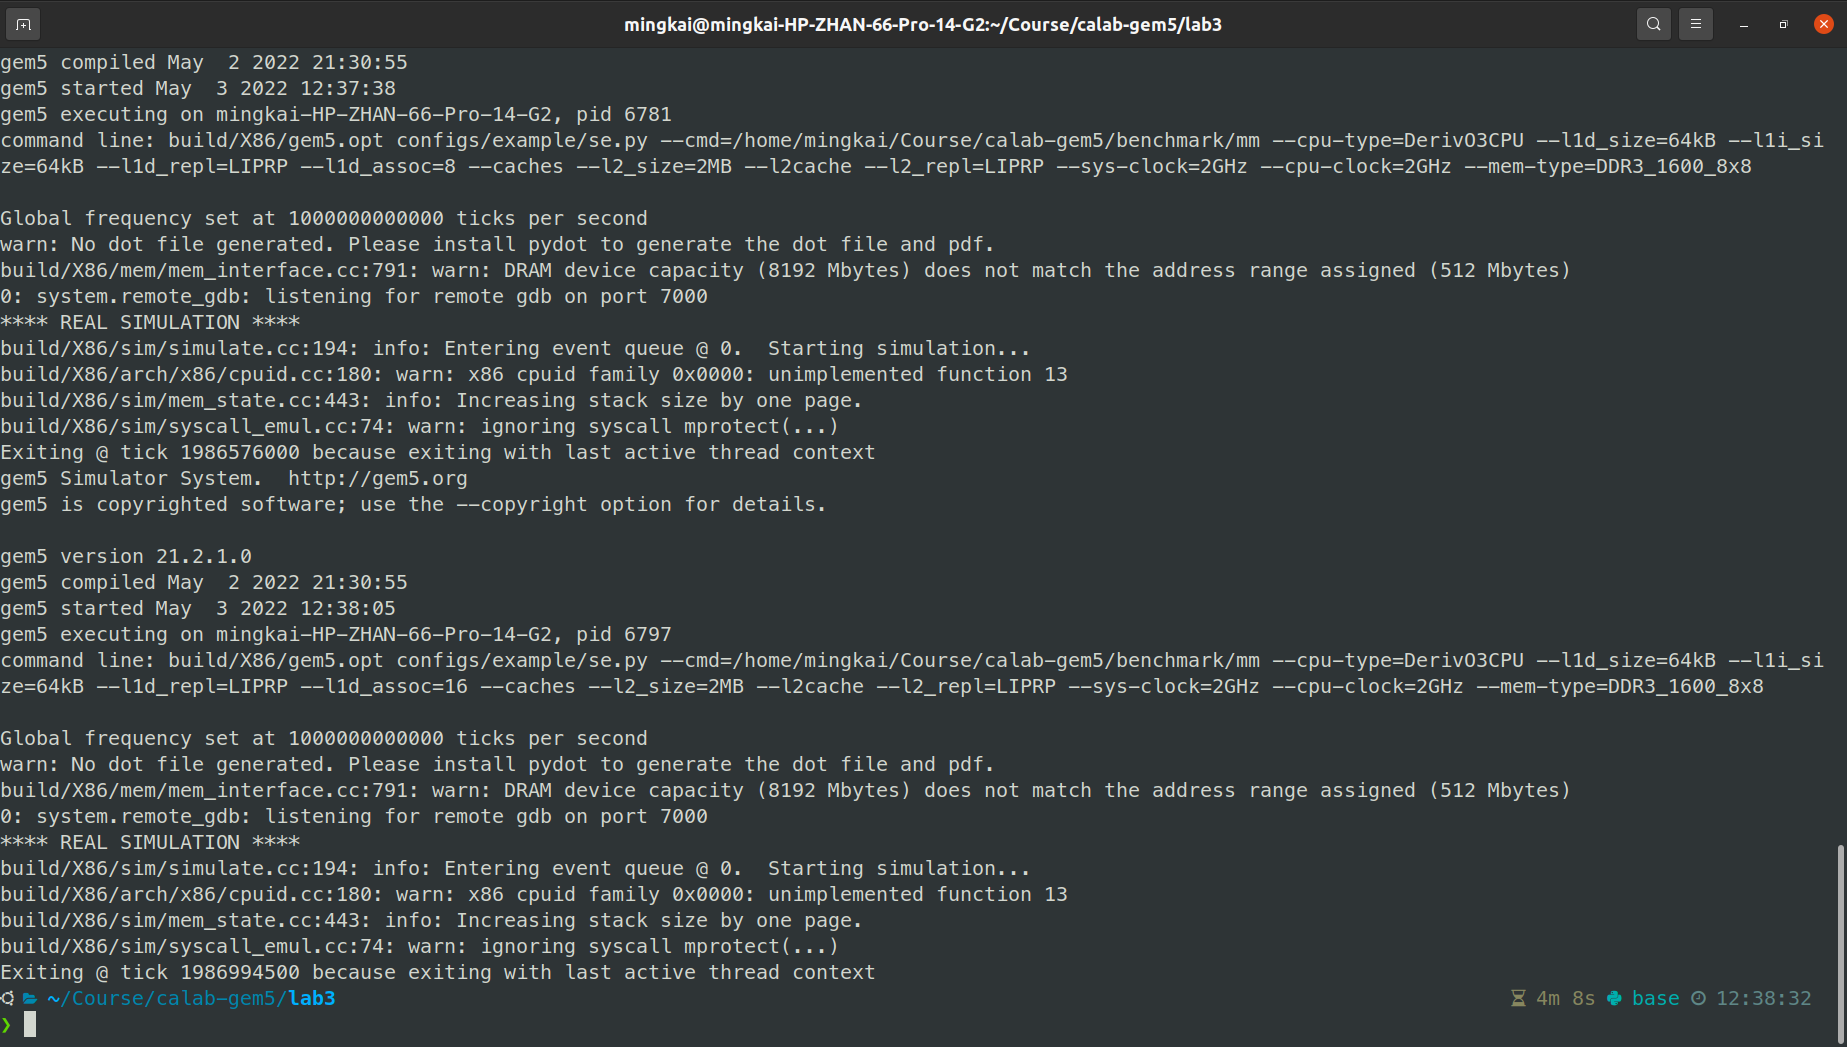 mingkai@mingkai-HP-ZHAN-66-Pro-14-G2:~/Course/calab-gem5/lab3
gem5 compiled May  2 2022 21:30:55
gem5 started May  3 2022 12:37:38
gem5 executing on mingkai-HP-ZHAN-66-Pro-14-G2, pid 6781
command line: build/X86/gem5.opt configs/example/se.py --cmd=/home/mingkai/Course/calab-gem5/benchmark/mm --cpu-type=DerivO3CPU --l1d_size=64kB --l1i_si
ze=64kB --l1d_repl=LIPRP --l1d_assoc=8 --caches --l2_size=2MB --l2cache --l2_repl=LIPRP --sys-clock=2GHz --cpu-clock=2GHz --mem-type=DDR3_1600_8x8
Global frequency set at 1000000000000 ticks per second
warn: No dot file generated. Please install pydot to generate the dot file and pdf.
build/X86/mem/mem_interface.cc:791: warn: DRAM device capacity (8192 Mbytes) does not match the address range assigned (512 Mbytes)
0: system.remote_gdb: listening for remote gdb on port 7000
**** REAL SIMULATION ****
build/X86/sim/simulate.cc:194: info: Entering event queue @ 0.  Starting simulation...
build/X86/arch/x86/cpuid.cc:180: warn: x86 cpuid family 0x0000: unimplemented function 13
build/X86/sim/mem_state.cc:443: info: Increasing stack size by one page.
build/X86/sim/syscall_emul.cc:74: warn: ignoring syscall mprotect(...)
Exiting @ tick 1986576000 because exiting with last active thread context
gem5 Simulator System.  http://gem5.org
gem5 is copyrighted software; use the --copyright option for details.
gem5 version 21.2.1.0
gem5 compiled May  2 2022 21:30:55
gem5 started May  3 2022 12:38:05
gem5 executing on mingkai-HP-ZHAN-66-Pro-14-G2, pid 6797
command line: build/X86/gem5.opt configs/example/se.py --cmd=/home/mingkai/Course/calab-gem5/benchmark/mm --cpu-type=DerivO3CPU --l1d_size=64kB --l1i_si
ze=64kB --l1d_repl=LIPRP --l1d_assoc=16 --caches --l2_size=2MB --l2cache --l2_repl=LIPRP --sys-clock=2GHz --cpu-clock=2GHz --mem-type=DDR3_1600_8x8
Global frequency set at 1000000000000 ticks per second
warn: No dot file generated. Please install pydot to generate the dot file and pdf.
build/X86/mem/mem_interface.cc:791: warn: DRAM device capacity (8192 Mbytes) does not match the address range assigned (512 Mbytes)
0: system.remote_gdb: listening for remote gdb on port 7000
**** REAL SIMULATION ****
build/X86/sim/simulate.cc:194: info: Entering event queue @ 0.  Starting simulation...
build/X86/arch/x86/cpuid.cc:180: warn: x86 cpuid family 0x0000: unimplemented function 13
build/X86/sim/mem_state.cc:443: info: Increasing stack size by one page.
build/X86/sim/syscall_emul.cc:74: warn: ignoring syscall mprotect(...)
Exiting @ tick 1986994500 because exiting with last active thread context
~/Course/calab-gem5/lab3 4m 8s base 12:38:32
❯